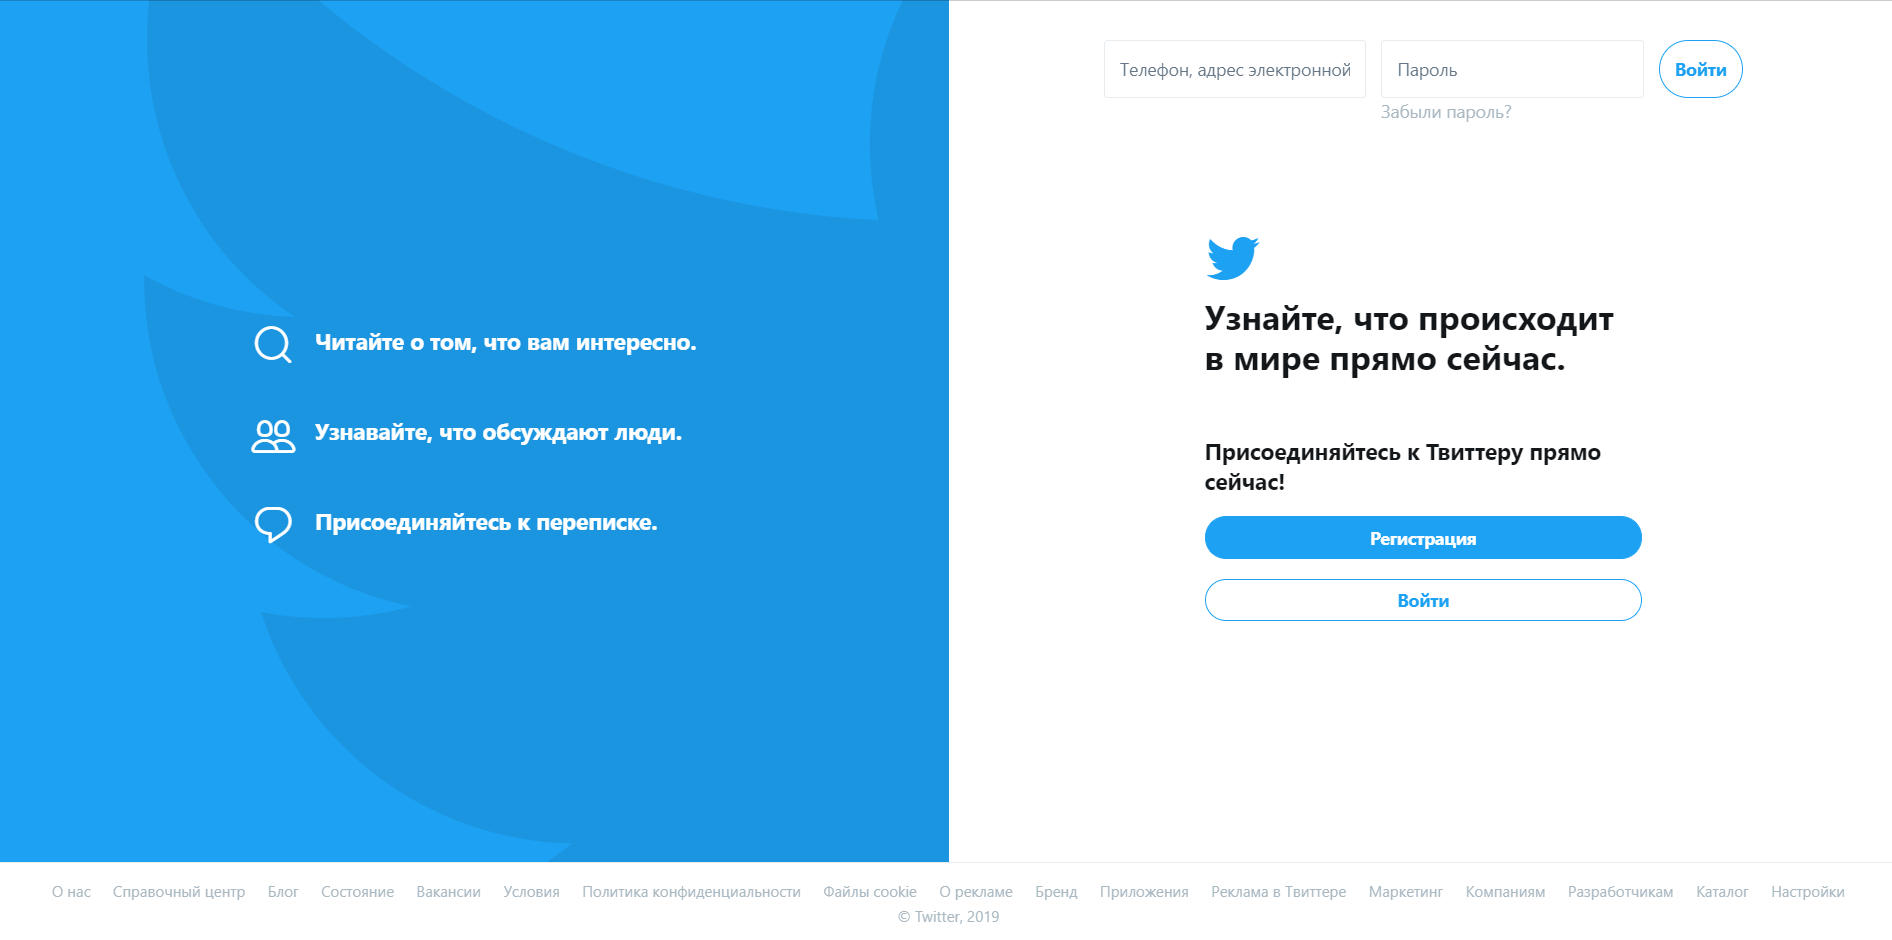 Телефон, адрес электронной
Пароль
Войти
Забыли пароль?
Читайте о том, что вам интересно.
Узнавайте, что обсуждают люди.
Присоединяйтесь к переписке.
Узнайте, что происходит
в мире прямо сейчас.
Присоединяйтесь к Твиттеру прямо
сейчас!
Регистрация
Войти
О нас Справочный центр Блог Состояние Вакансии Условия Политика конфиденциальности Файлы cookie О рекламе Бренд Приложения Реклама в Твиттере Маркетинг Компаниям Разработчикам Каталог Настройки
© Twitter, 2019